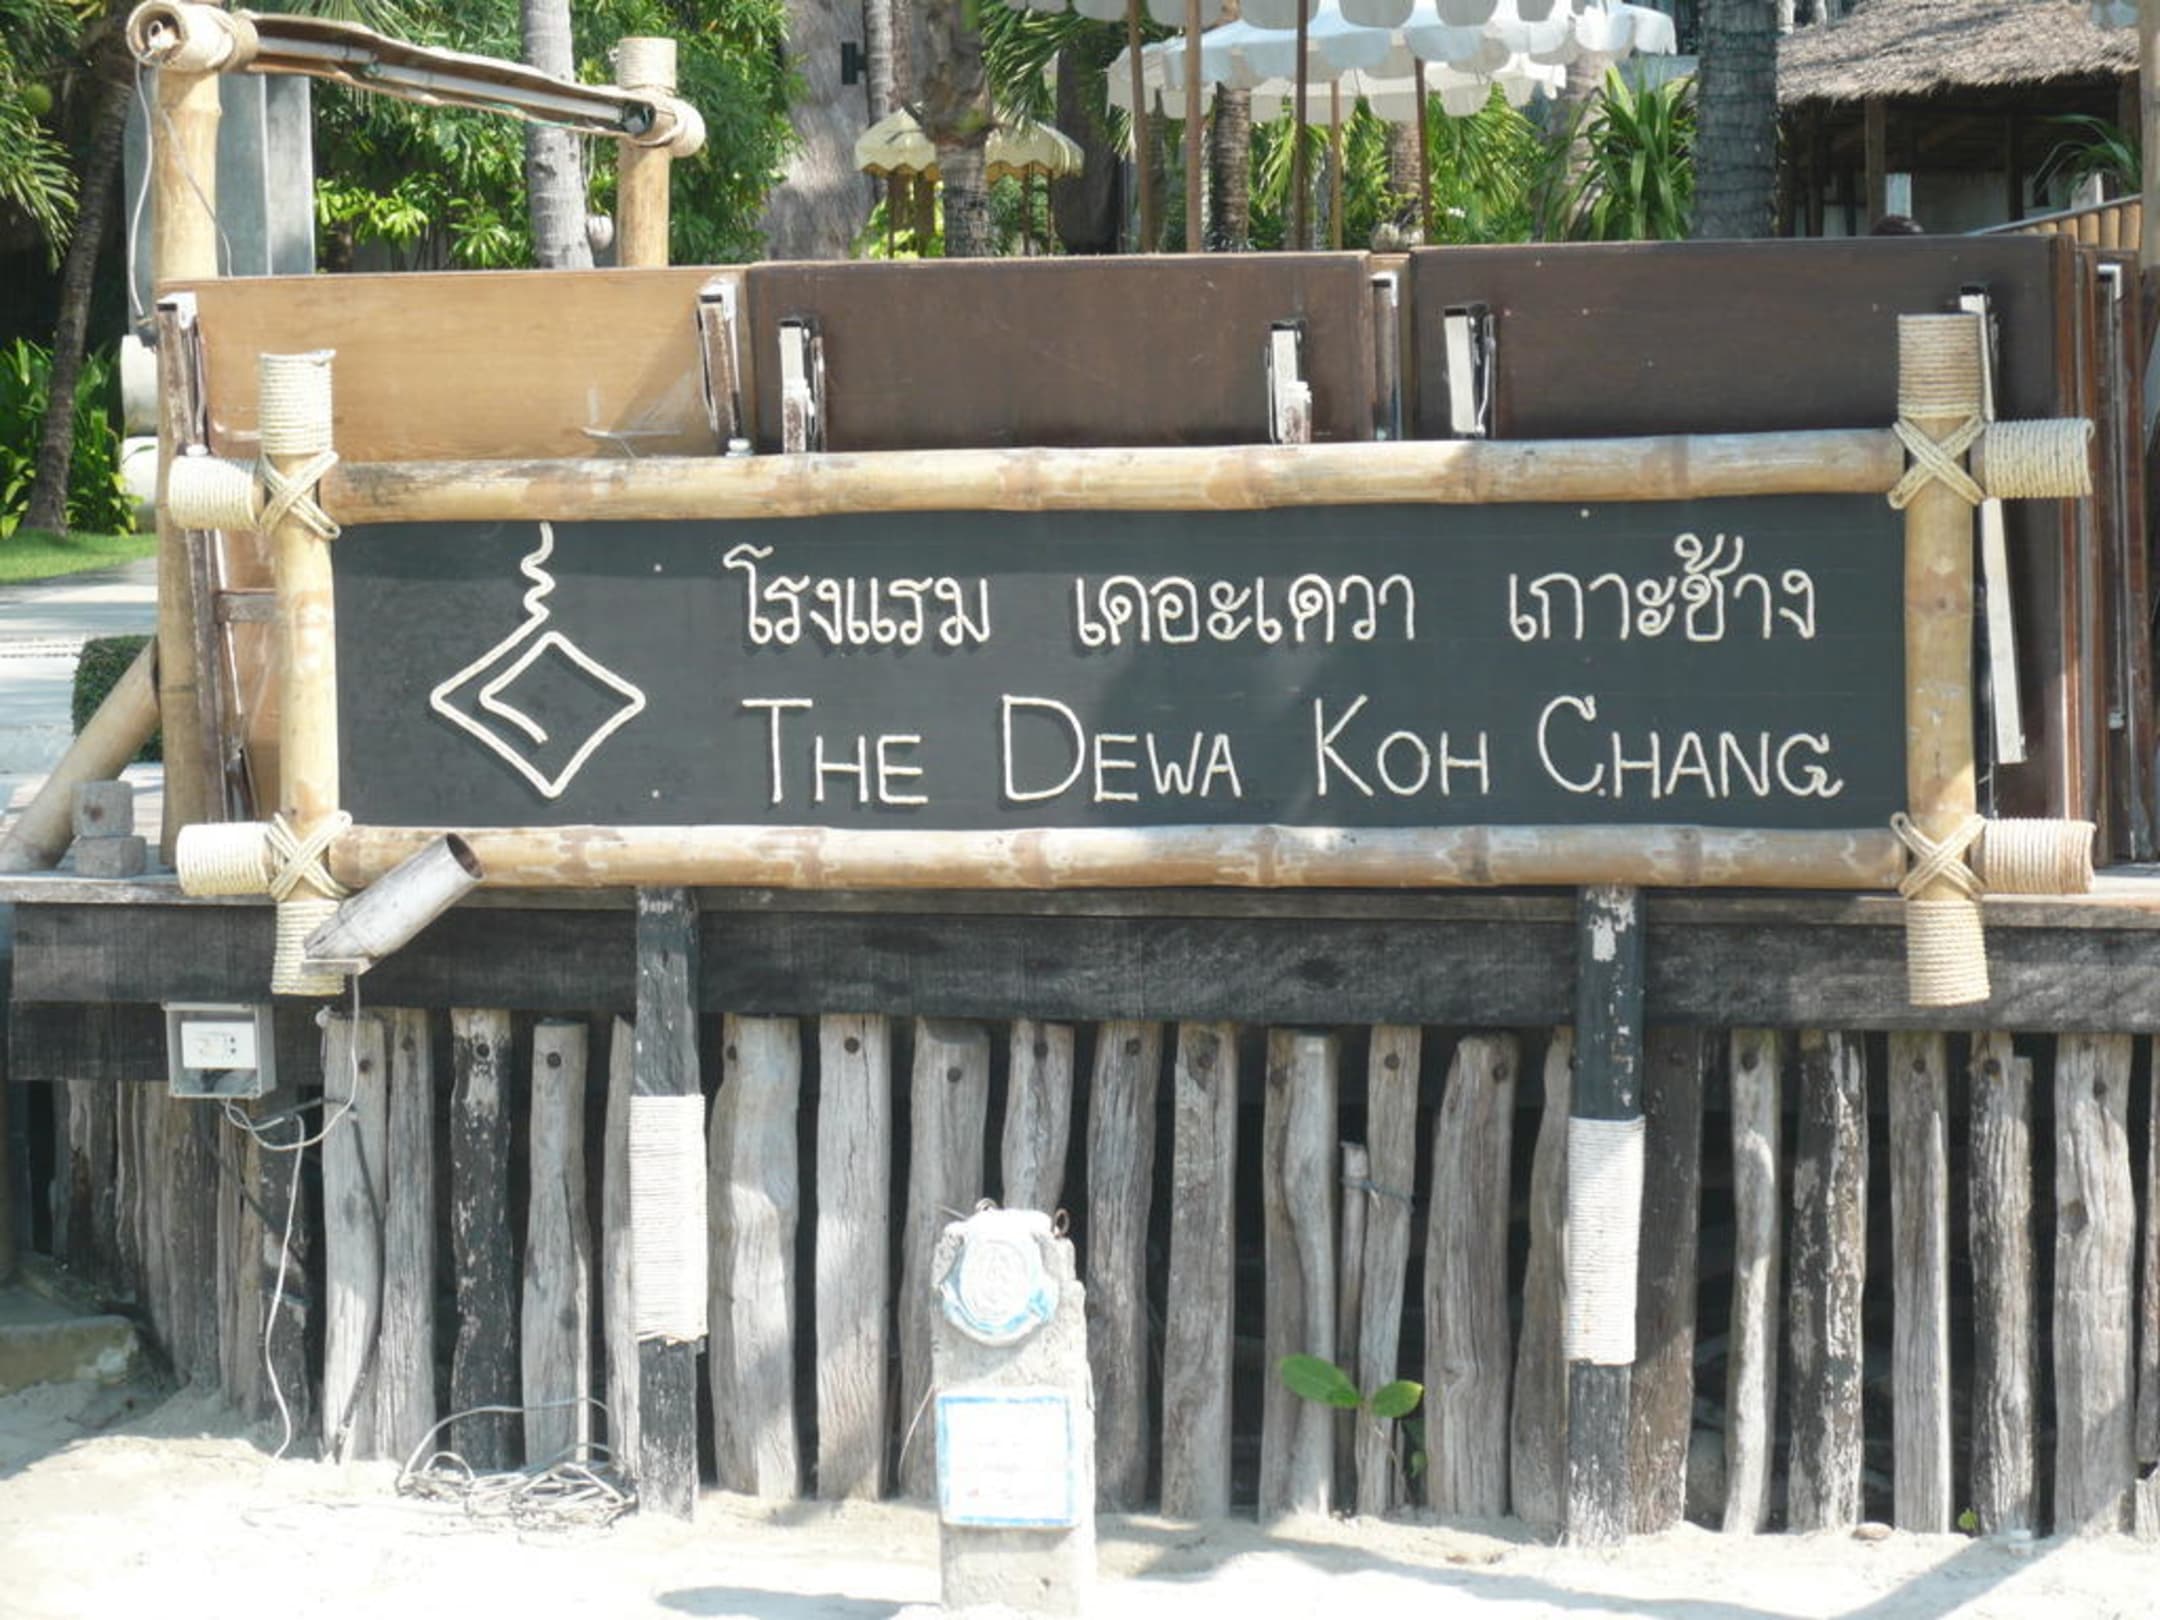 โรงแรม เดอะเดวา เกาะช้าง
THE DEWA KOH CHANG